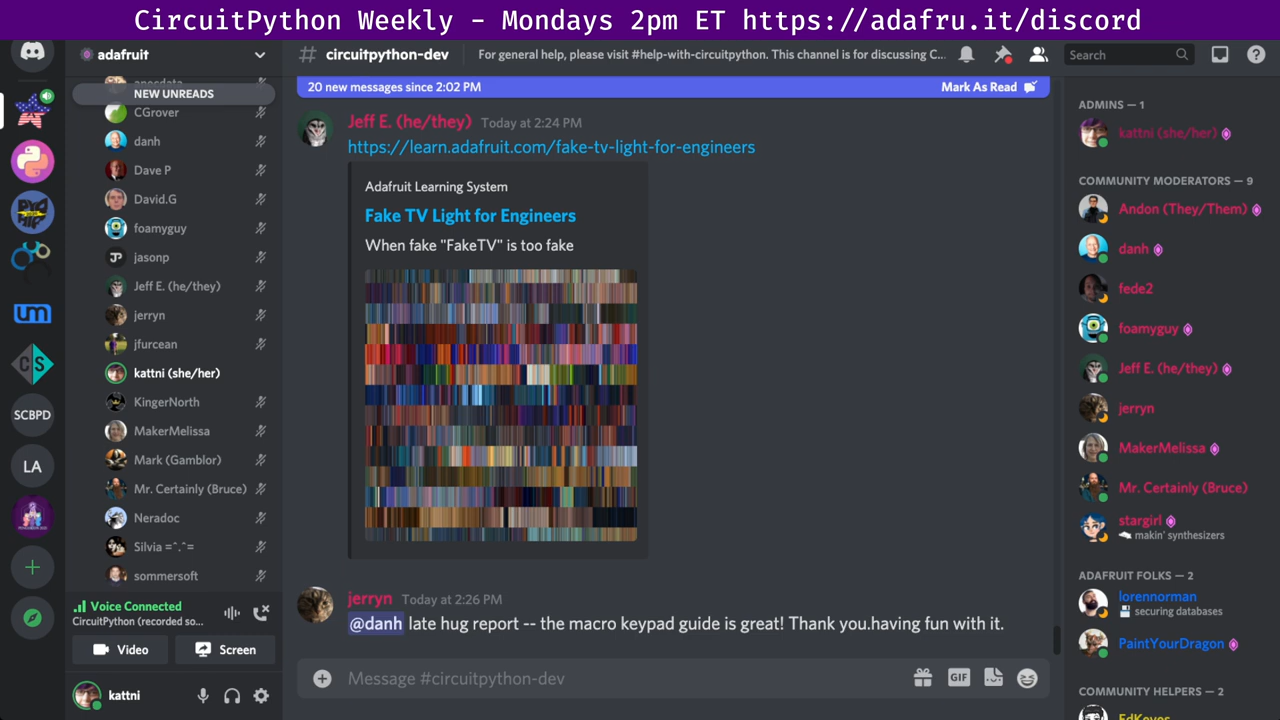 CircuitPython Weekly - Mondays 2pm ET https://adafru.it/discord
adafruit
NEW UNREADS
CGrover
danh
Dave P
David.G
foamyguy
JP
jasonp
Jeff E. (he/they)
jerryn
jfurcean
kattni (she/her)
KingerNorth
MakerMelissa
Mark (Gamblor)
Mr. Certainly (Bruce)
Neradoc
Silvia =^.^=
sommersoft
um
CS
SCBPD
LA
Voice Connected
CircuitPython (recorded so...
Video
Screen
kattni
# circuitpython-dev
For general help, please visit #help-with-circuitpython. This channel is for discussing C...
Search
20 new messages since 2:02 PM
Mark As Read
Jeff E. (he/they) Today at 2:24 PM
https://learn.adafruit.com/fake-tv-light-for-engineers
Adafruit Learning System
Fake TV Light for Engineers
When fake "FakeTV" is too fake
jerryn Today at 2:26 PM
@danh late hug report -- the macro keypad guide is great! Thank you.having fun with it.
Message #circuitpython-dev
GIF
ADMINS — 1
kattni (she/her)
COMMUNITY MODERATORS — 9
Andon (They/Them)
danh
fede2
foamyguy
Jeff E. (he/they)
jerryn
MakerMelissa
Mr. Certainly (Bruce)
stargirl
makin' synthesizers
ADAFRUIT FOLKS — 2
lorennorman
securing databases
PaintYourDragon
COMMUNITY HELPERS — 2
EdKeyes